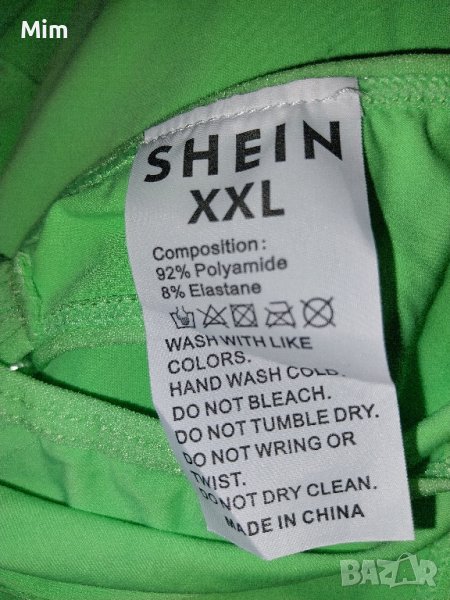 Mim
SHEIN
XXL
Composition:
92% Polyamide
8% Elastane
WASH WITH LIKE
COLORS.
HAND WASH COLD.
DO NOT BLEACH.
DO NOT TUMBLE DRY.
DO NOT WRING OR
TWIST.
DO NOT DRY CLEAN.
MADE IN CHINA
BAZAR